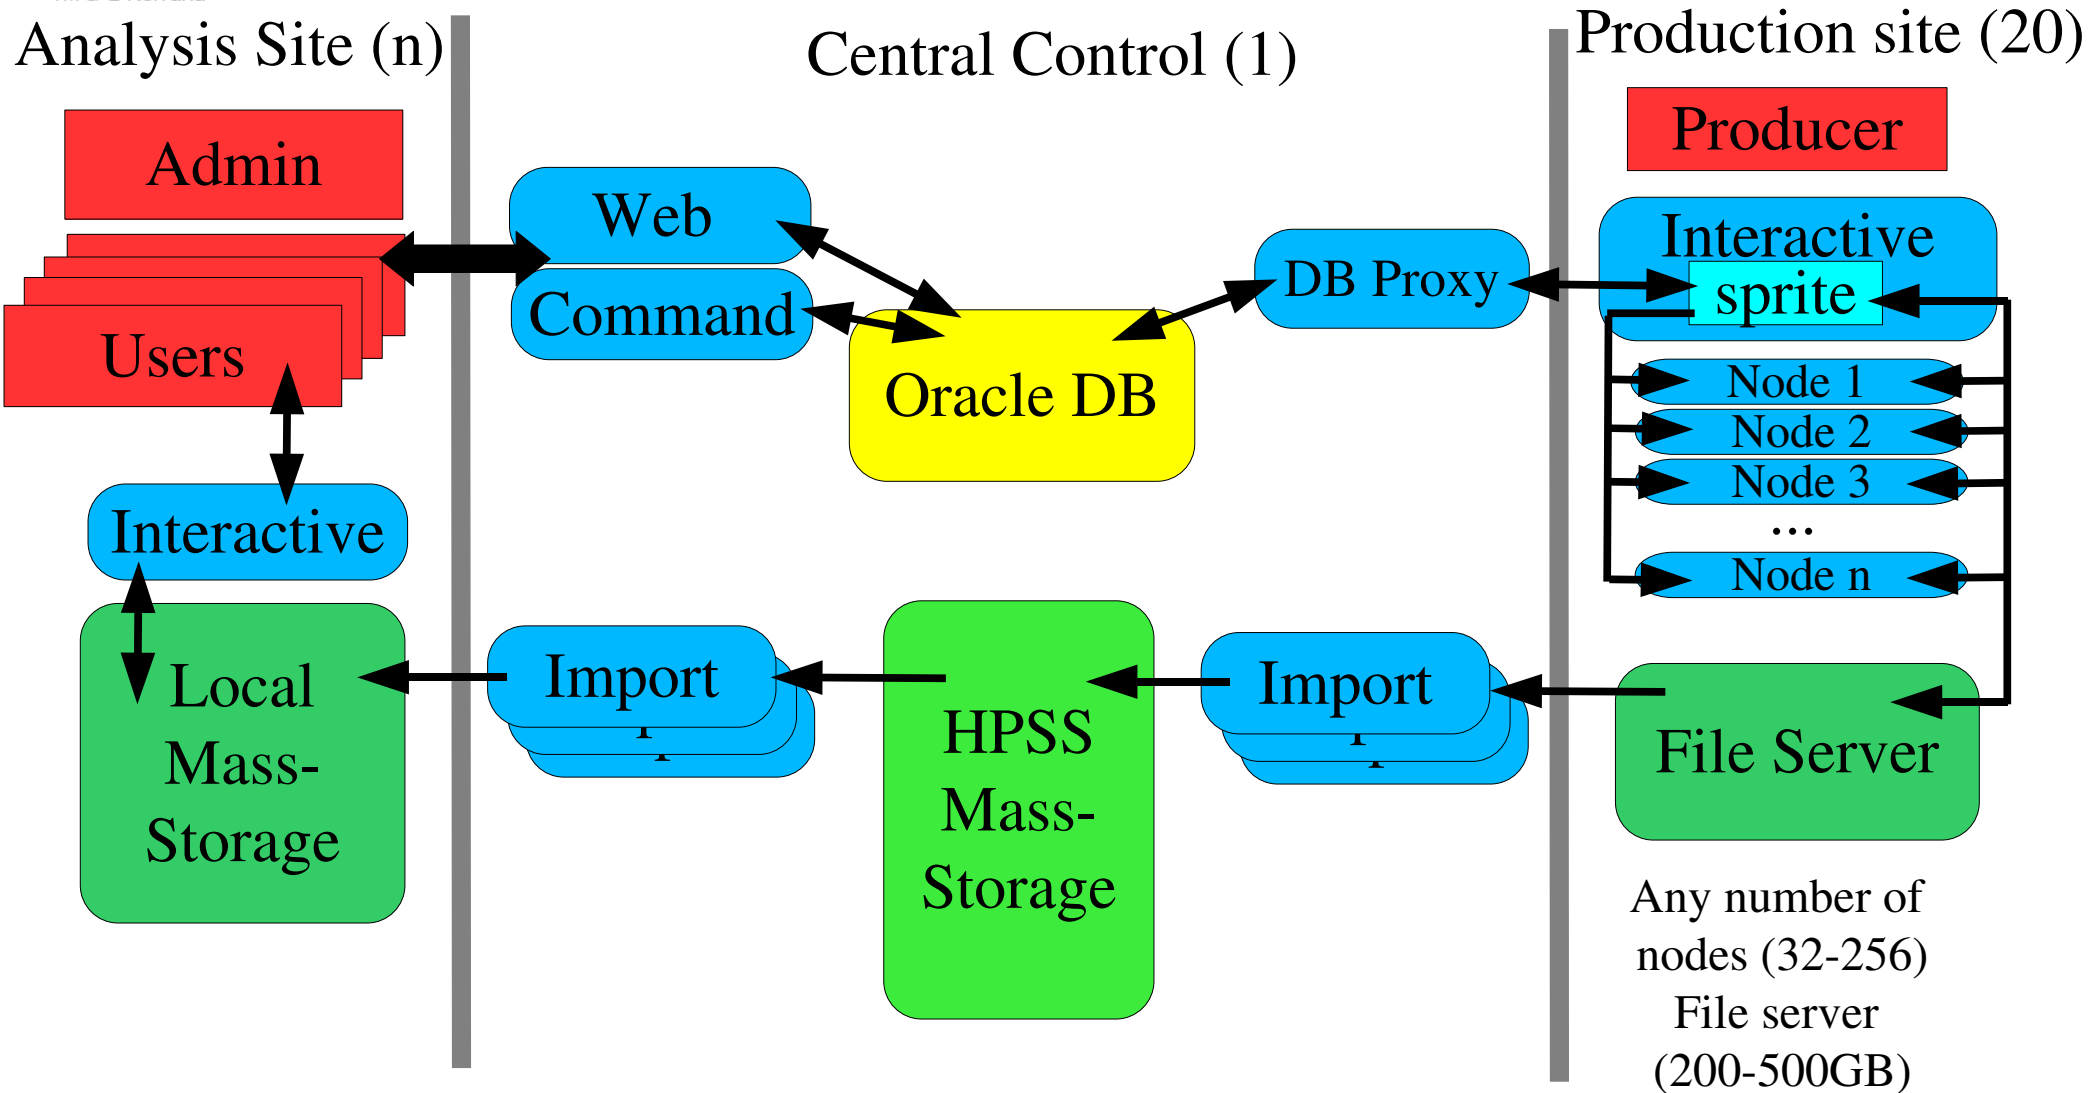 Analysis Site (n)
Central Control (1)
Production site (20)
Admin
Users
Interactive
Local
Mass-
Storage
Web
Command
Oracle DB
DB Proxy
Import
HPSS
Mass-
Storage
Import
Producer
Interactive
sprite
Node 1
Node 2
Node 3
...
Node n
File Server
Any number of
nodes (32-256)
File server
(200-500GB)